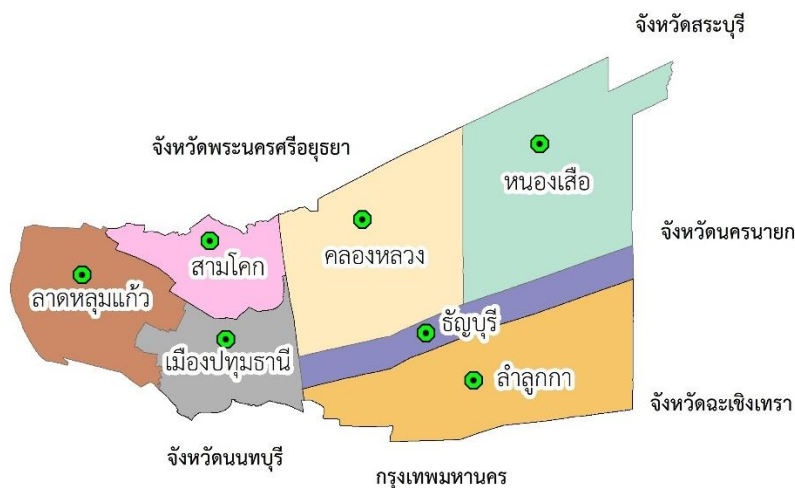 จังหวัดสระบุรี
จังหวัดพระนครศรีอยุธยา
หนองเสือ
จังหวัดนครนายก
สามโคก
คลองหลวง
ลาดหลุมแก้ว
ธัญบุรี
เมืองปทุมธานี
ลำลูกกา
จังหวัดฉะเชิงเทรา
จังหวัดนนทบุรี
กรุงเทพมหานคร